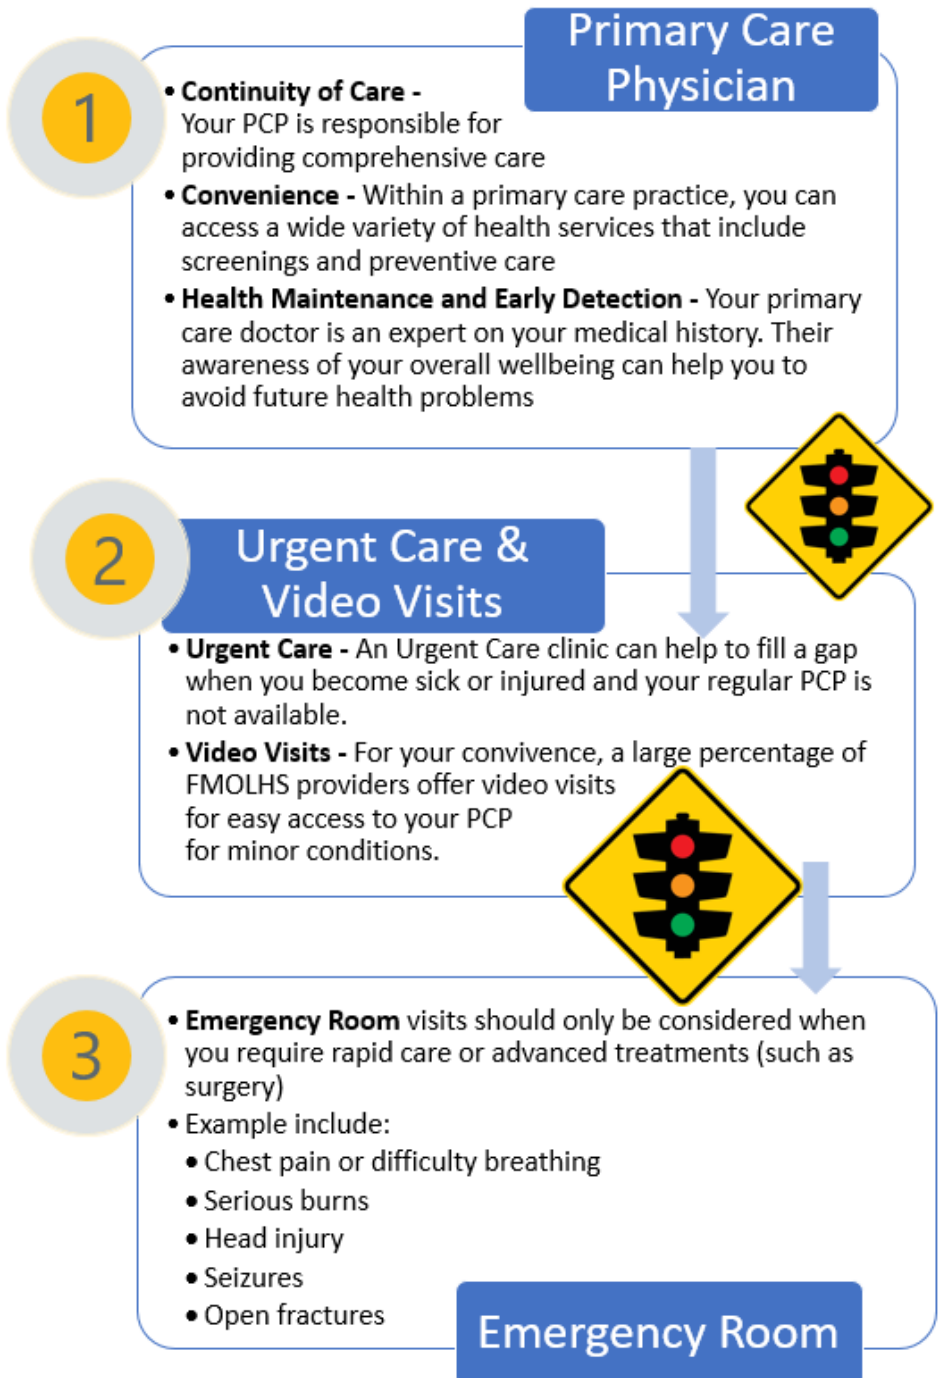 Primary Care
Physician
1
• Continuity of Care -
Your PCP is responsible for
providing comprehensive care
• Convenience - Within a primary care practice, you can
access a wide variety of health services that include
screenings and preventive care
• Health Maintenance and Early Detection - Your primary
care doctor is an expert on your medical history. Their
awareness of your overall wellbeing can help you to
avoid future health problems
2
Urgent Care &
Video Visits
• Urgent Care - An Urgent Care clinic can help to fill a gap
when you become sick or injured and your regular PCP is
not available.
• Video Visits - For your convivence, a large percentage of
FMOLHS providers offer video visits
for easy access to your PCP
for minor conditions.
3
• Emergency Room visits should only be considered when
you require rapid care or advanced treatments (such as
surgery)
• Example include:
• Chest pain or difficulty breathing
• Serious burns
• Head injury
• Seizures
• Open fractures
Emergency Room